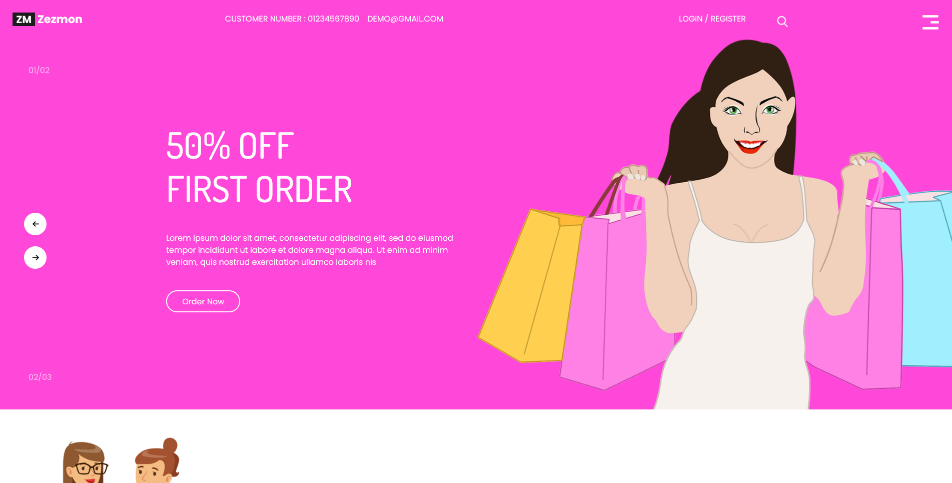 ZM Zezmon
CUSTOMER NUMBER : 01234567890 DEMO@GMAIL.COM
LOGIN / REGISTER
01/02
50% OFF
FIRST ORDER
Lorem ipsum dolor sit amet, consectetur adipiscing elit, sed do eiusmod
tempor incididunt ut labore et dolore magna aliqua. Ut enim ad minim
veniam, quis nostrud exercitation ullamco laboris nis
Order Now
02/03